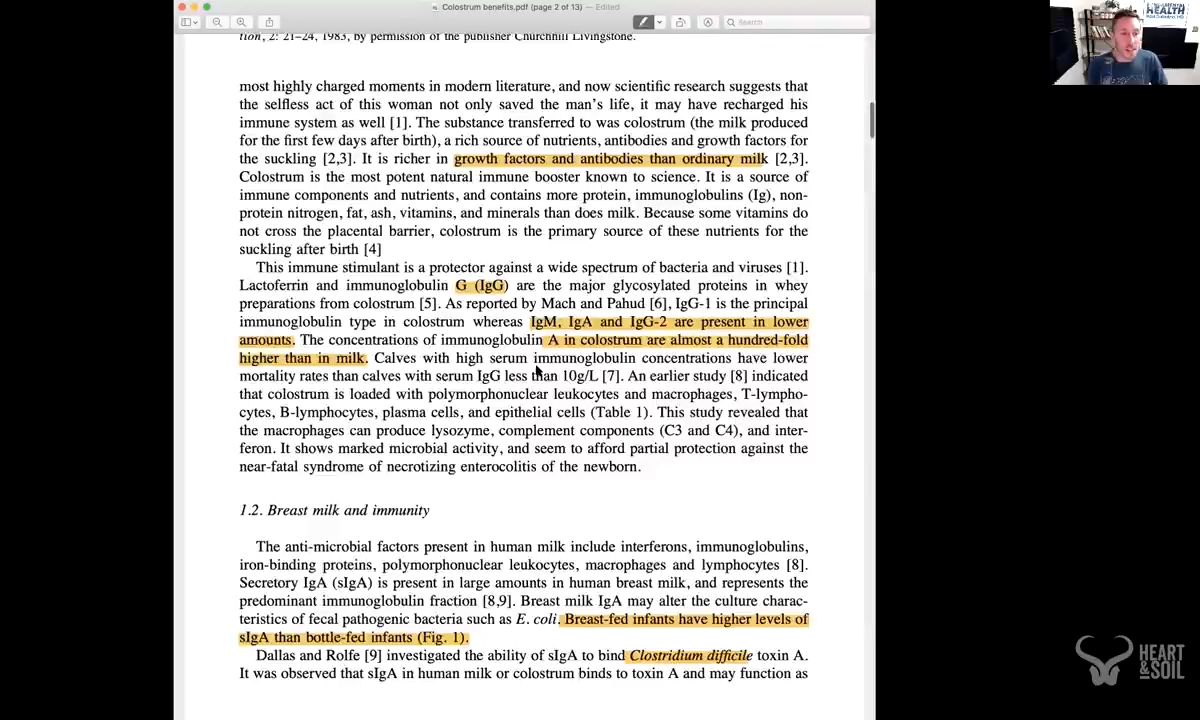 Colostrum benefits.pdf (page 2 of 13) — Edited
Search
HEALTH
tion, 2: 21–24, 1983, by permission of the publisher Churchhill Livingstone.
most highly charged moments in modern literature, and now scientific research suggests that
the selfless act of this woman not only saved the man's life, it may have recharged his
immune system as well [1]. The substance transferred to was colostrum (the milk produced
for the first few days after birth), a rich source of nutrients, antibodies and growth factors for
the suckling [2,3]. It is richer in growth factors and antibodies than ordinary milk [2,3].
Colostrum is the most potent natural immune booster known to science. It is a source of
immune components and nutrients, and contains more protein, immunoglobulins (Ig), non-
protein nitrogen, fat, ash, vitamins, and minerals than does milk. Because some vitamins do
not cross the placental barrier, colostrum is the primary source of these nutrients for the
suckling after birth [4]
This immune stimulant is a protector against a wide spectrum of bacteria and viruses [1].
Lactoferrin and immunoglobulin G (IgG) are the major glycosylated proteins in whey
preparations from colostrum [5]. As reported by Mach and Pahud [6], IgG-1 is the principal
immunoglobulin type in colostrum whereas IgM, IgA and IgG-2 are present in lower
amounts. The concentrations of immunoglobulin A in colostrum are almost a hundred-fold
higher than in milk. Calves with high serum immunoglobulin concentrations have lower
mortality rates than calves with serum IgG less than 10g/L [7]. An earlier study [8] indicated
that colostrum is loaded with polymorphonuclear leukocytes and macrophages, T-lympho-
cytes, B-lymphocytes, plasma cells, and epithelial cells (Table 1). This study revealed that
the macrophages can produce lysozyme, complement components (C3 and C4), and inter-
feron. It shows marked microbial activity, and seem to afford partial protection against the
near-fatal syndrome of necrotizing enterocolitis of the newborn.
1.2. Breast milk and immunity
The anti-microbial factors present in human milk include interferons, immunoglobulins,
iron-binding proteins, polymorphonuclear leukocytes, macrophages and lymphocytes [8].
Secretory IgA (sIgA) is present in large amounts in human breast milk, and represents the
predominant immunoglobulin fraction [8,9]. Breast milk IgA may alter the culture charac-
teristics of fecal pathogenic bacteria such as E. coli. Breast-fed infants have higher levels of
sIgA than bottle-fed infants (Fig. 1).
Dallas and Rolfe [9] investigated the ability of sIgA to bind Clostridium difficile toxin A.
It was observed that sIgA in human milk or colostrum binds to toxin A and may function as
HEART
& SOIL